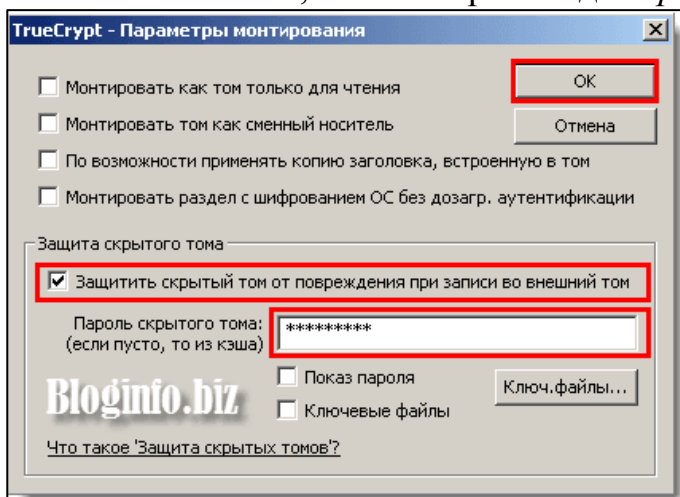 TrueCrypt - Параметры монтирования
Монтировать как том только для чтения
OK
Монтировать том как сменный носитель
Отмена
По возможности применять копию заголовка, встроенную в том
Монтировать раздел с шифрованием ОС без дозагр. аутентификации
Защита скрытого тома
Защитить скрытый том от повреждения при записи во внешний том
Пароль скрытого тома:
(если пусто, то из кэша)
*********
Показ пароля
Ключ.файлы...
Bloginfo.biz
Ключевые файлы
Что такое 'Защита скрытых томов'?